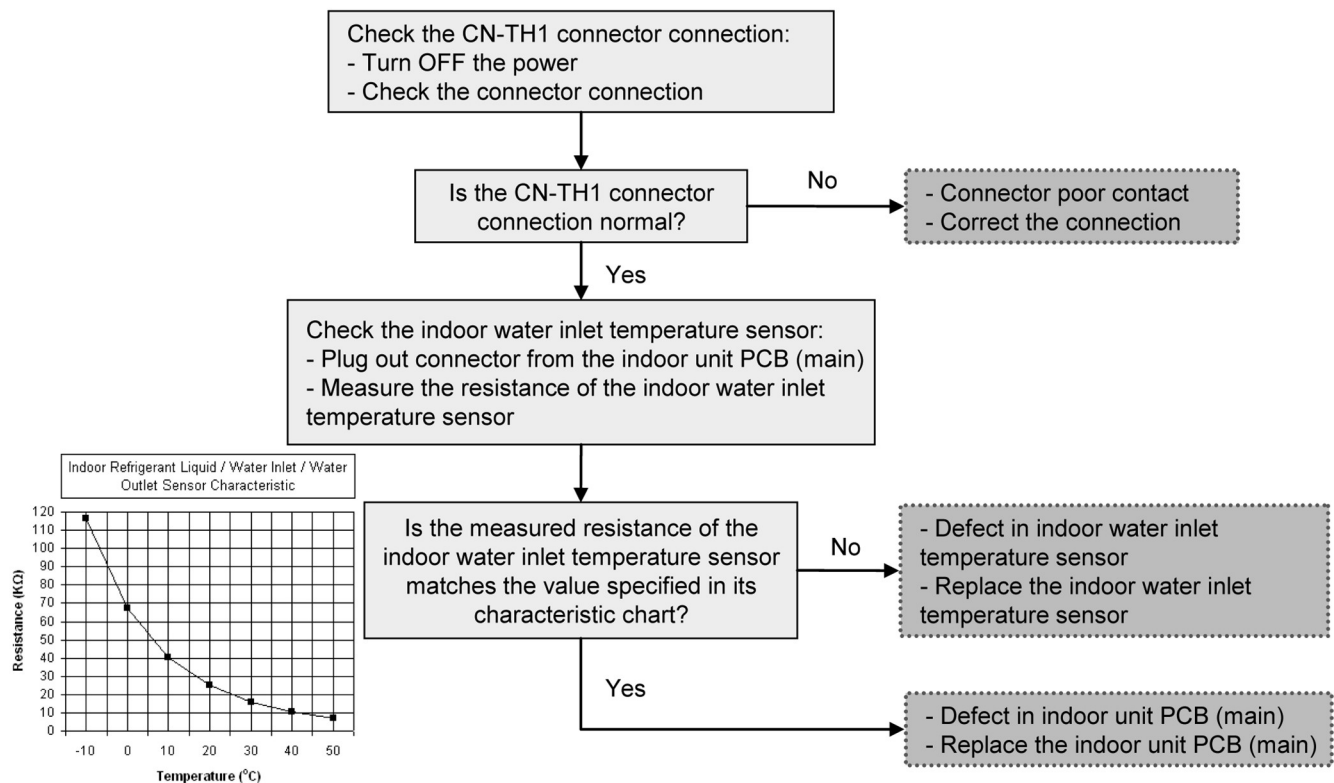 Check the CN-TH1 connector connection:
- Turn OFF the power
- Check the connector connection
Is the CN-TH1 connector
connection normal?
No
- Connector poor contact
- Correct the connection
Yes
Check the indoor water inlet temperature sensor:
- Plug out connector from the indoor unit PCB (main)
- Measure the resistance of the indoor water inlet
temperature sensor
Indoor Refrigerant Liquid / Water Inlet / Water
Outlet Sensor Characteristic
Resistance (KΩ)
120
110
100
90
80
70
60
50
40
30
20
10
0
-10 0 10 20 30 40 50
Temperature (°C)
Is the measured resistance of the
indoor water inlet temperature sensor
matches the value specified in its
characteristic chart?
No
- Defect in indoor water inlet
temperature sensor
- Replace the indoor water inlet
temperature sensor
Yes
- Defect in indoor unit PCB (main)
- Replace the indoor unit PCB (main)